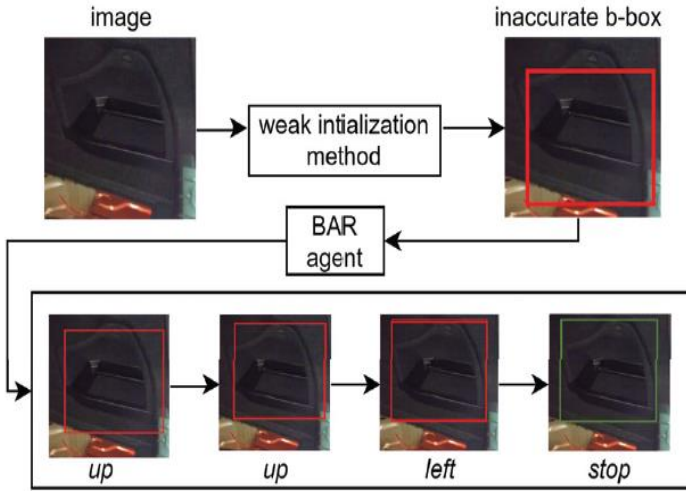 image
inaccurate b-box
weak intialization
method
BAR
agent
up
up
left
stop